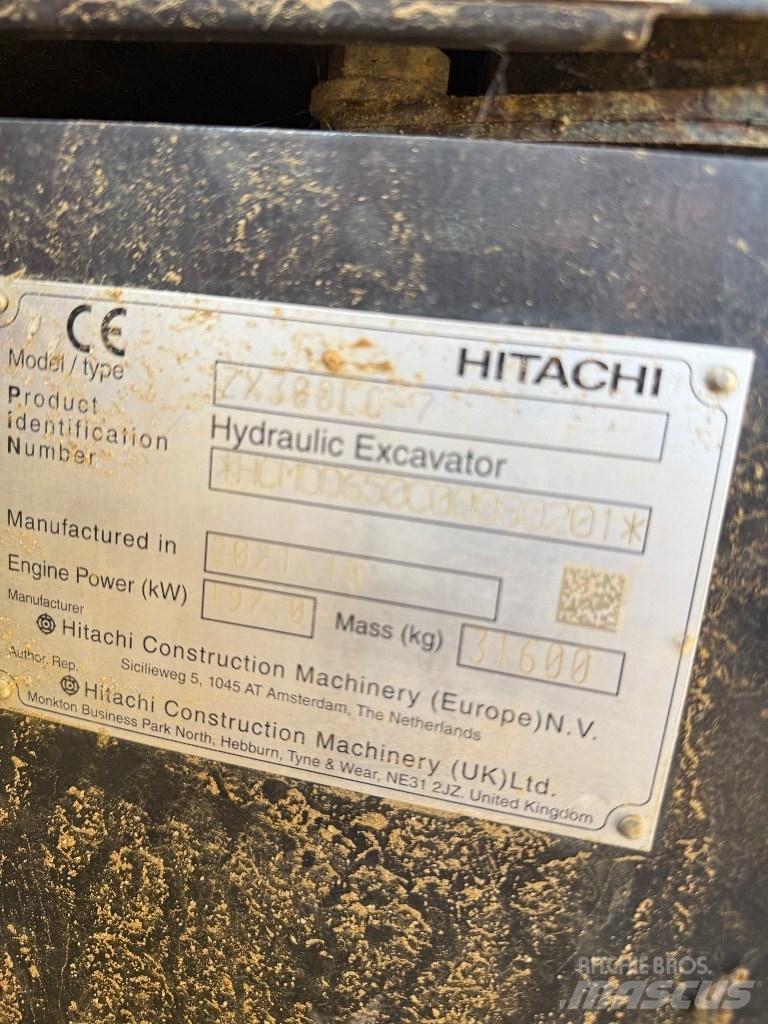 CE
HITACHI
Model / type
Product
identification
Number
Hydraulic Excavator
Manufactured in
Engine Power (kW)
Mass (kg) 31600
Manufacturer
Hitachi Construction Machinery (Europe)N.V.
Sicilieweg 5, 1045 AT Amsterdam, The Netherlands
Author. Rep.
Hitachi Construction Machinery (UK)Ltd.
Monkton Business Park North, Hebburn, Tyne & Wear, NE31 2JZ. United Kingdom
RITCHIE BROS.
MASCUS